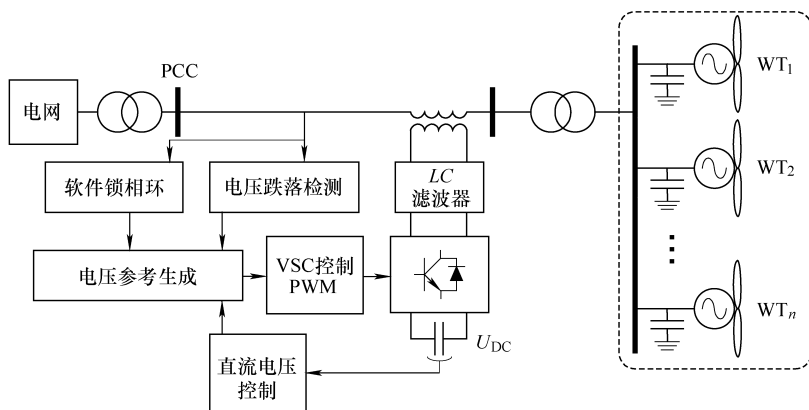 PCC
WT1
电网
软件锁相环
电压跌落检测
LC
滤波器
WT2
电压参考生成
VSC控制
PWM
WTn
UDC
直流电压
控制